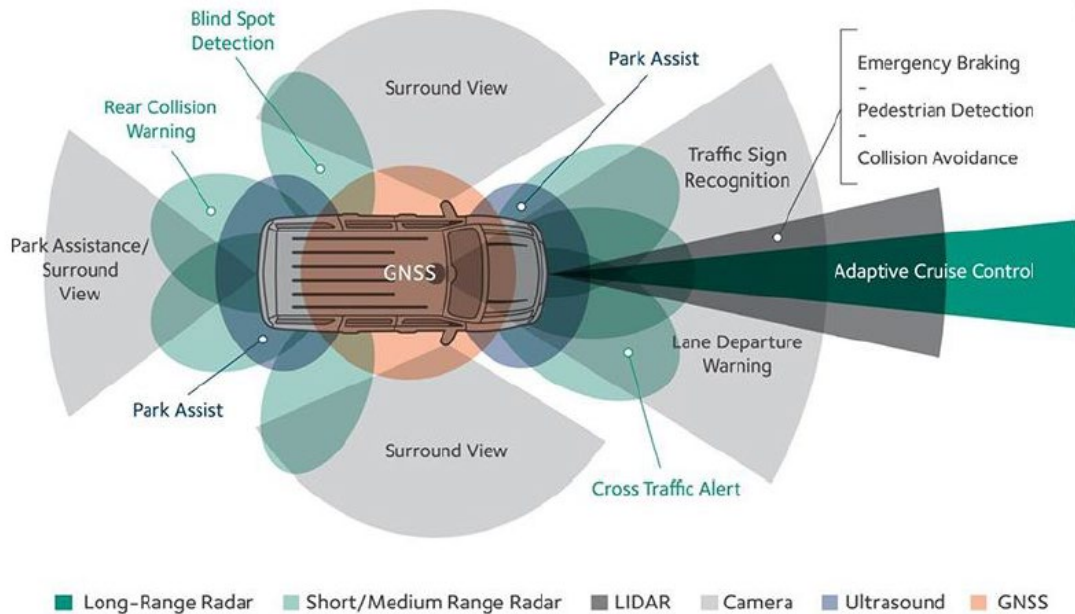 Blind Spot
Detection
Surround View
Park Assist
Emergency Braking
–
Pedestrian Detection
–
Collision Avoidance
Rear Collision
Warning
Traffic Sign
Recognition
Park Assistance/
Surround
View
GNSS
Adaptive Cruise Control
Lane Departure
Warning
Park Assist
Surround View
Cross Traffic Alert
Long-Range Radar
Short/Medium Range Radar
LIDAR
Camera
Ultrasound
GNSS